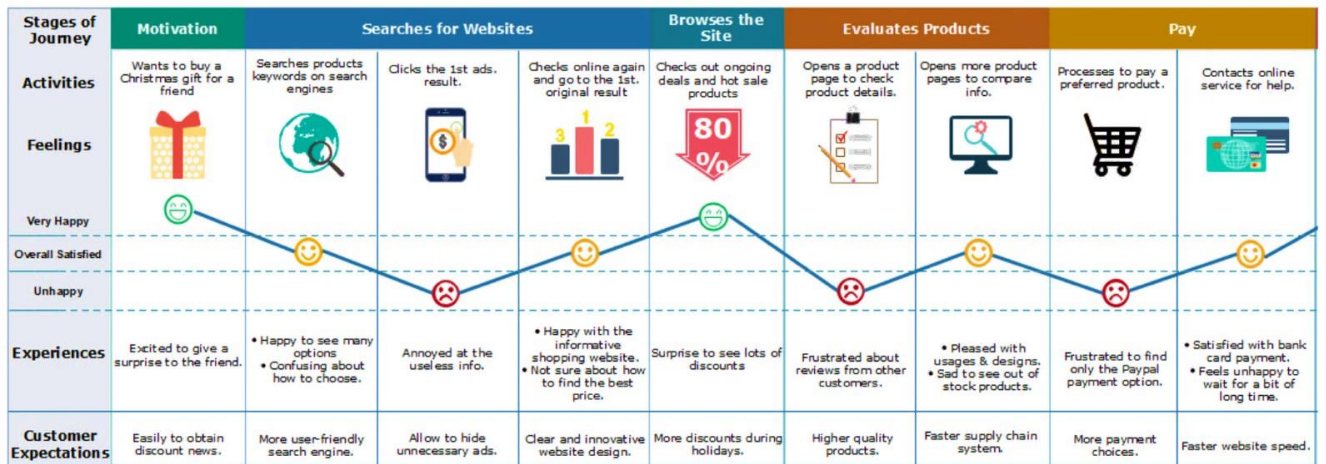 Stages of
Journey
Motivation
Searches for Websites
Browses the
Site
Evaluates Products
Pay
Activities
Wants to buy a
Christmas gift for a
friend
Searches products
keywords on search
engines
Clicks the 1st ads.
result.
Checks online again
and go to the 1st.
original result
Checks out ongoing
deals and hot sale
products
Opens a product
page to check
product details.
Opens more product
pages to compare
info.
Processes to pay a
preferred product.
Contacts online
service for help.
Feelings
$
3
1
2
80
%
Very Happy
Overall Satisfied
Unhappy
Experiences
Excited to give a
surprise to the friend.
• Happy to see many
options
• Confusing about
how to choose.
Annoyed at the
useless info.
• Happy with the
informative
shopping website.
• Not sure about how
to find the best
price.
Surprise to see lots of
discounts
Frustrated about
reviews from other
customers.
• Pleased with
usages & designs.
• Sad to see out of
stock products.
Frustrated to find
only the Paypal
payment option.
• Satisfied with bank
card payment.
• Feels unhappy to
wait for a bit of
long time.
Customer
Expectations
Easily to obtain
discount news.
More user-friendly
search engine.
Allow to hide
unnecessary ads.
Clear and innovative
website design.
More discounts during
holidays.
Higher quality
products.
Faster supply chain
system.
More payment
choices.
Faster website speed.